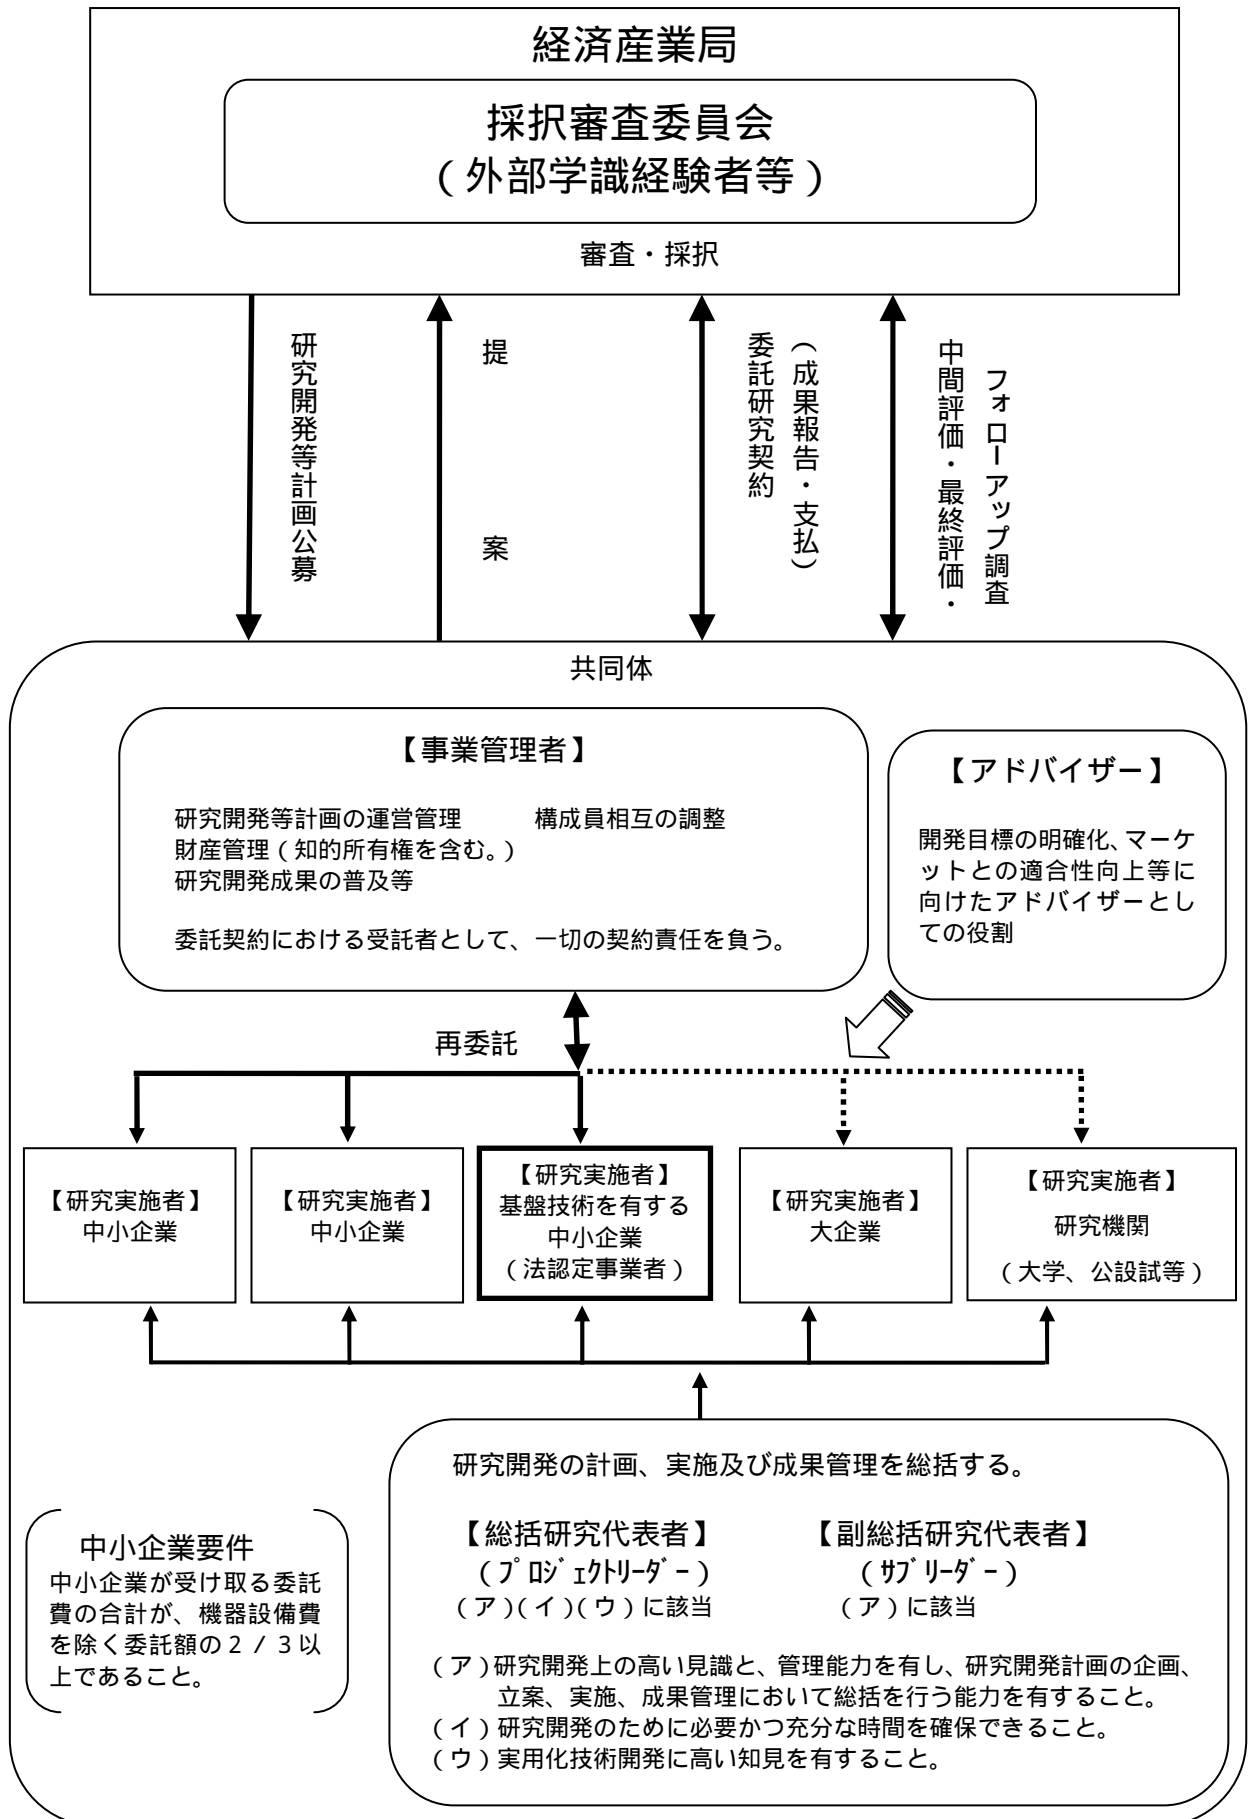 経済産業局
採択審査委員会
(外部学識経験者等)
審査・採択
研究開発等計画公募
提案
委託研究契約
(成果報告・支払)
中間評価・最終評価・
フォローアップ調査
共同体
【事業管理者】
研究開発等計画の運営管理　構成員相互の調整
財産管理(知的所有権を含む。)
研究開発成果の普及等
委託契約における受託者として、一切の契約責任を負う。
【アドバイザー】
開発目標の明確化、マーケ
ットとの適合性向上等に
向けたアドバイザーとし
ての役割
再委託
【研究実施者】
中小企業
【研究実施者】
中小企業
【研究実施者】
基盤技術を有する
中小企業
(法認定事業者)
【研究実施者】
大企業
【研究実施者】
研究機関
(大学、公設試等)
研究開発の計画、実施及び成果管理を総括する。
【総括研究代表者】
(プロジェクトリーダー)
(ア)(イ)(ウ)に該当
【副総括研究代表者】
(サブリーダー)
(ア)に該当
(ア)研究開発上の高い見識と、管理能力を有し、研究開発計画の企画、
立案、実施、成果管理において総括を行う能力を有すること。
(イ)研究開発のために必要かつ充分な時間を確保できること。
(ウ)実用化技術開発に高い知見を有すること。
中小企業要件
中小企業が受け取る委託
費の合計が、機器設備費
を除く委託額の2/3以
上であること。